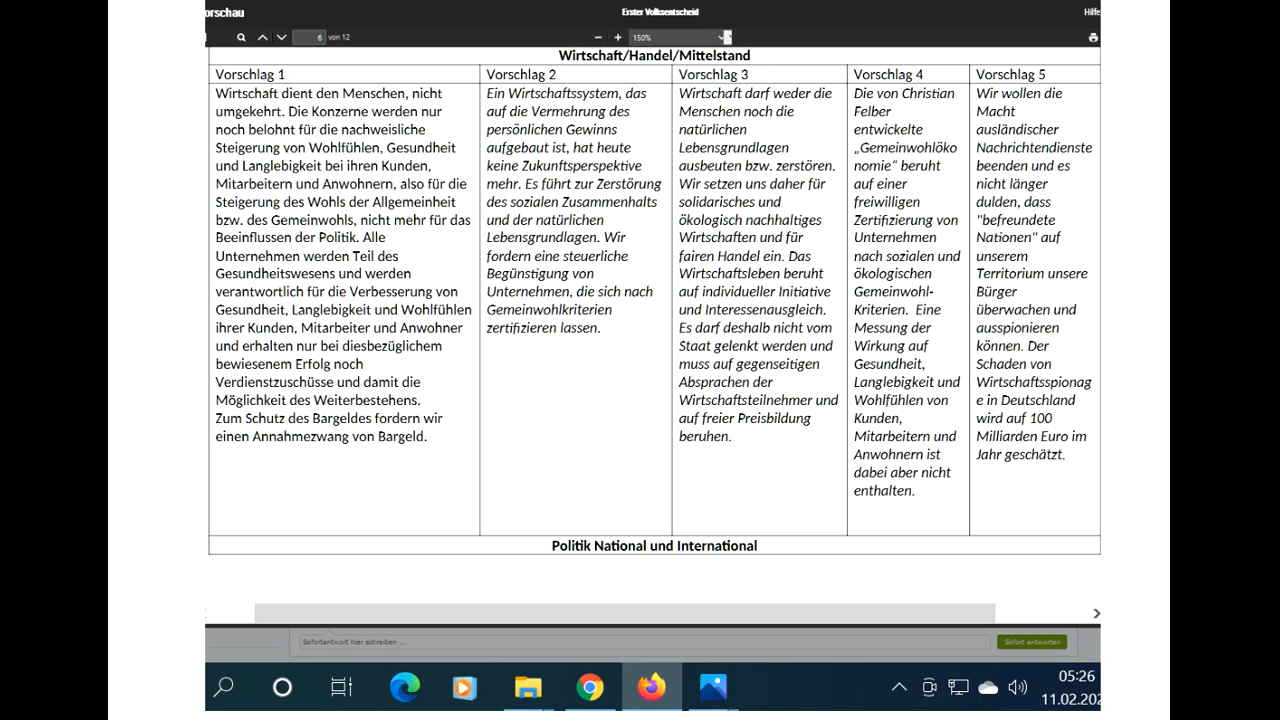 orschau
Erster Volksentscheid
Hilfe
6 von 12
150%
Wirtschaft/Handel/Mittelstand
Vorschlag 1
Wirtschaft dient den Menschen, nicht
umgekehrt. Die Konzerne werden nur
noch belohnt für die nachweisliche
Steigerung von Wohlfühlen, Gesundheit
und Langlebigkeit bei ihren Kunden,
Mitarbeitern und Anwohnern, also für die
Steigerung des Wohls der Allgemeinheit
bzw. des Gemeinwohls, nicht mehr für das
Beeinflussen der Politik. Alle
Unternehmen werden Teil des
Gesundheitswesens und werden
verantwortlich für die Verbesserung von
Gesundheit, Langlebigkeit und Wohlfühlen
ihrer Kunden, Mitarbeiter und Anwohner
und erhalten nur bei diesbezüglichem
bewiesenem Erfolg noch
Verdienstzuschüsse und damit die
Möglichkeit des Weiterbestehens.
Zum Schutz des Bargeldes fordern wir
einen Annahmezwang von Bargeld.
Vorschlag 2
Ein Wirtschaftssystem, das
auf die Vermehrung des
persönlichen Gewinns
aufgebaut ist, hat heute
keine Zukunftsperspektive
mehr. Es führt zur Zerstörung
des sozialen Zusammenhalts
und der natürlichen
Lebensgrundlagen. Wir
fordern eine steuerliche
Begünstigung von
Unternehmen, die sich nach
Gemeinwohlkriterien
zertifizieren lassen.
Vorschlag 3
Wirtschaft darf weder die
Menschen noch die
natürlichen
Lebensgrundlagen
ausbeuten bzw. zerstören.
Wir setzen uns daher für
solidarisches und
ökologisch nachhaltiges
Wirtschaften und für
fairen Handel ein. Das
Wirtschaftsleben beruht
auf individueller Initiative
und Interessenausgleich.
Es darf deshalb nicht vom
Staat gelenkt werden und
muss auf gegenseitigen
Absprachen der
Wirtschaftsteilnehmer und
auf freier Preisbildung
beruhen.
Vorschlag 4
Die von Christian
Felber
entwickelte
„Gemeinwohlöko
nomie“ beruht
auf einer
freiwilligen
Zertifizierung von
Unternehmen
nach sozialen und
ökologischen
Gemeinwohl-
Kriterien. Eine
Messung der
Wirkung auf
Gesundheit,
Langlebigkeit und
Wohlfühlen von
Kunden,
Mitarbeitern und
Anwohnern ist
dabei aber nicht
enthalten.
Vorschlag 5
Wir wollen die
Macht
ausländischer
Nachrichtendienste
beenden und es
nicht länger
dulden, dass
"befreundete
Nationen" auf
unserem
Territorium unsere
Bürger
überwachen und
ausspionieren
können. Der
Schaden von
Wirtschaftsspionag
e in Deutschland
wird auf 100
Milliarden Euro im
Jahr geschätzt.
Politik National und International
Sofortantwort hier schreiben ...
Sofort antworten
05:26
11.02.202